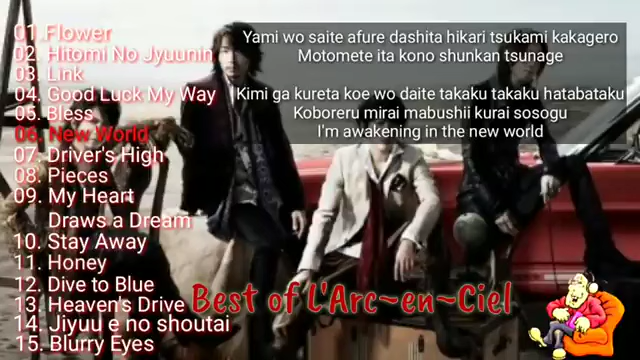 01.Flower
02. Hitomi No Jyuunin
03. Link
04. Good Luck My Way
05. Bless
06. New World
07. Driver's High
08. Pieces
09. My Heart
Draws a Dream
10. Stay Away
11. Honey
12. Dive to Blue
13. Heaven's Drive
14. Jiyuu e no shoutai
15. Blurry Eyes
Yami wo saite afure dashita hikari tsukami kakagero
Motomete ita kono shunkan tsunage
Kimi ga kureta koe wo daite takaku takaku hatabataku
Koboreru mirai mabushii kurai sosogu
I'm awakening in the new world
Best of L'Arc~en~Ciel